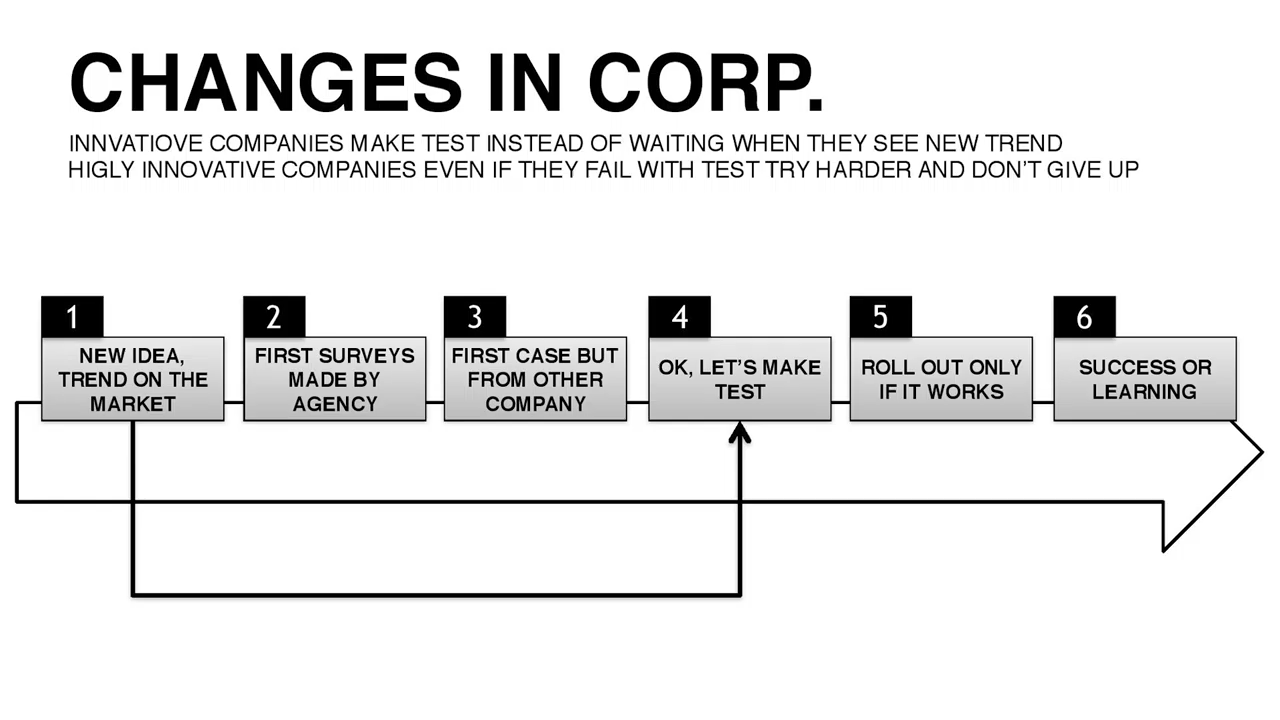 CHANGES IN CORP.
INNVATIOVE COMPANIES MAKE TEST INSTEAD OF WAITING WHEN THEY SEE NEW TREND
HIGLY INNOVATIVE COMPANIES EVEN IF THEY FAIL WITH TEST TRY HARDER AND DON'T GIVE UP
1
NEW IDEA,
TREND ON THE
MARKET
2
FIRST SURVEYS
MADE BY
AGENCY
3
FIRST CASE BUT
FROM OTHER
COMPANY
4
OK, LET'S MAKE
TEST
5
ROLL OUT ONLY
IF IT WORKS
6
SUCCESS OR
LEARNING